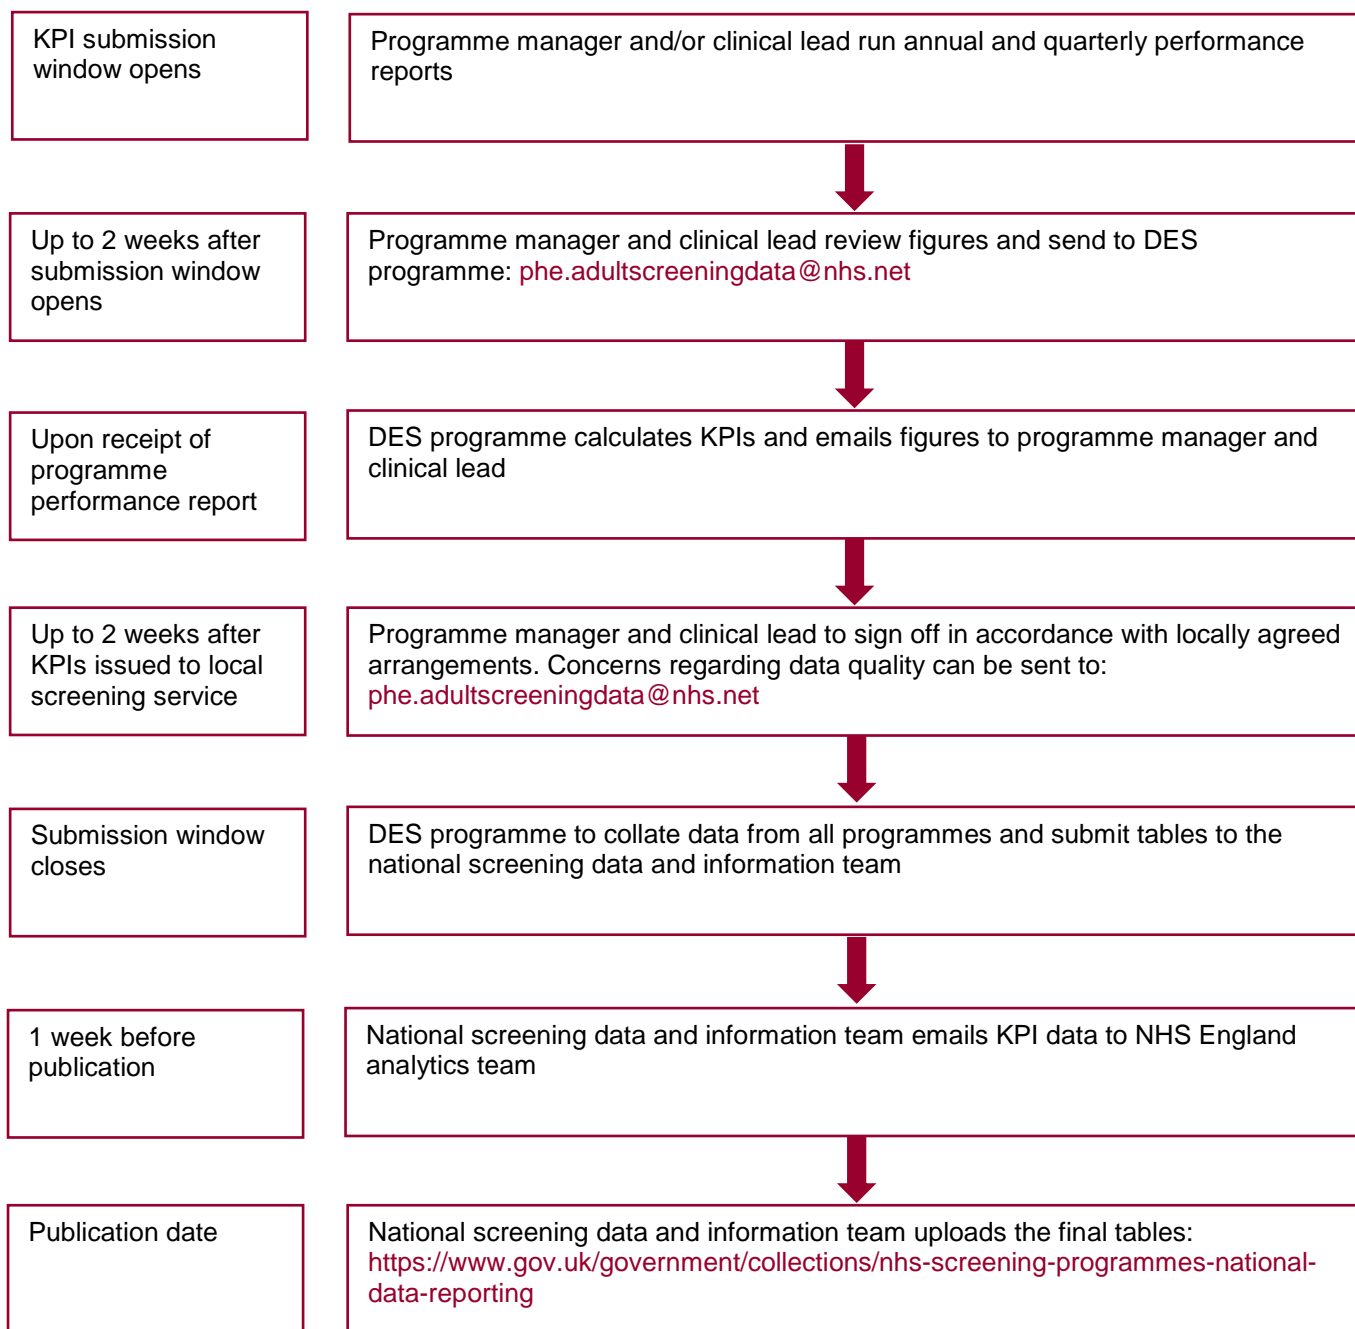 KPI submission
window opens
Programme manager and/or clinical lead run annual and quarterly performance
reports
Up to 2 weeks after
submission window
opens
Programme manager and clinical lead review figures and send to DES
programme: phe.adultscreeningdata@nhs.net
Upon receipt of
programme
performance report
DES programme calculates KPIs and emails figures to programme manager and
clinical lead
Up to 2 weeks after
KPIs issued to local
screening service
Programme manager and clinical lead to sign off in accordance with locally agreed
arrangements. Concerns regarding data quality can be sent to:
phe.adultscreeningdata@nhs.net
Submission window
closes
DES programme to collate data from all programmes and submit tables to the
national screening data and information team
1 week before
publication
National screening data and information team emails KPI data to NHS England
analytics team
Publication date
National screening data and information team uploads the final tables:
https://www.gov.uk/government/collections/nhs-screening-programmes-national-
data-reporting